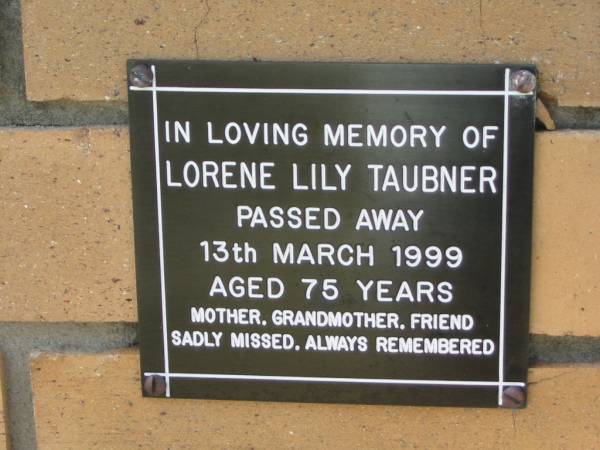 IN LOVING MEMORY OF
LORENE LILY TAUBNER
PASSED AWAY
13th MARCH 1999
AGED 75 YEARS
MOTHER. GRANDMOTHER. FRIEND
SADLY MISSED. ALWAYS REMEMBERED